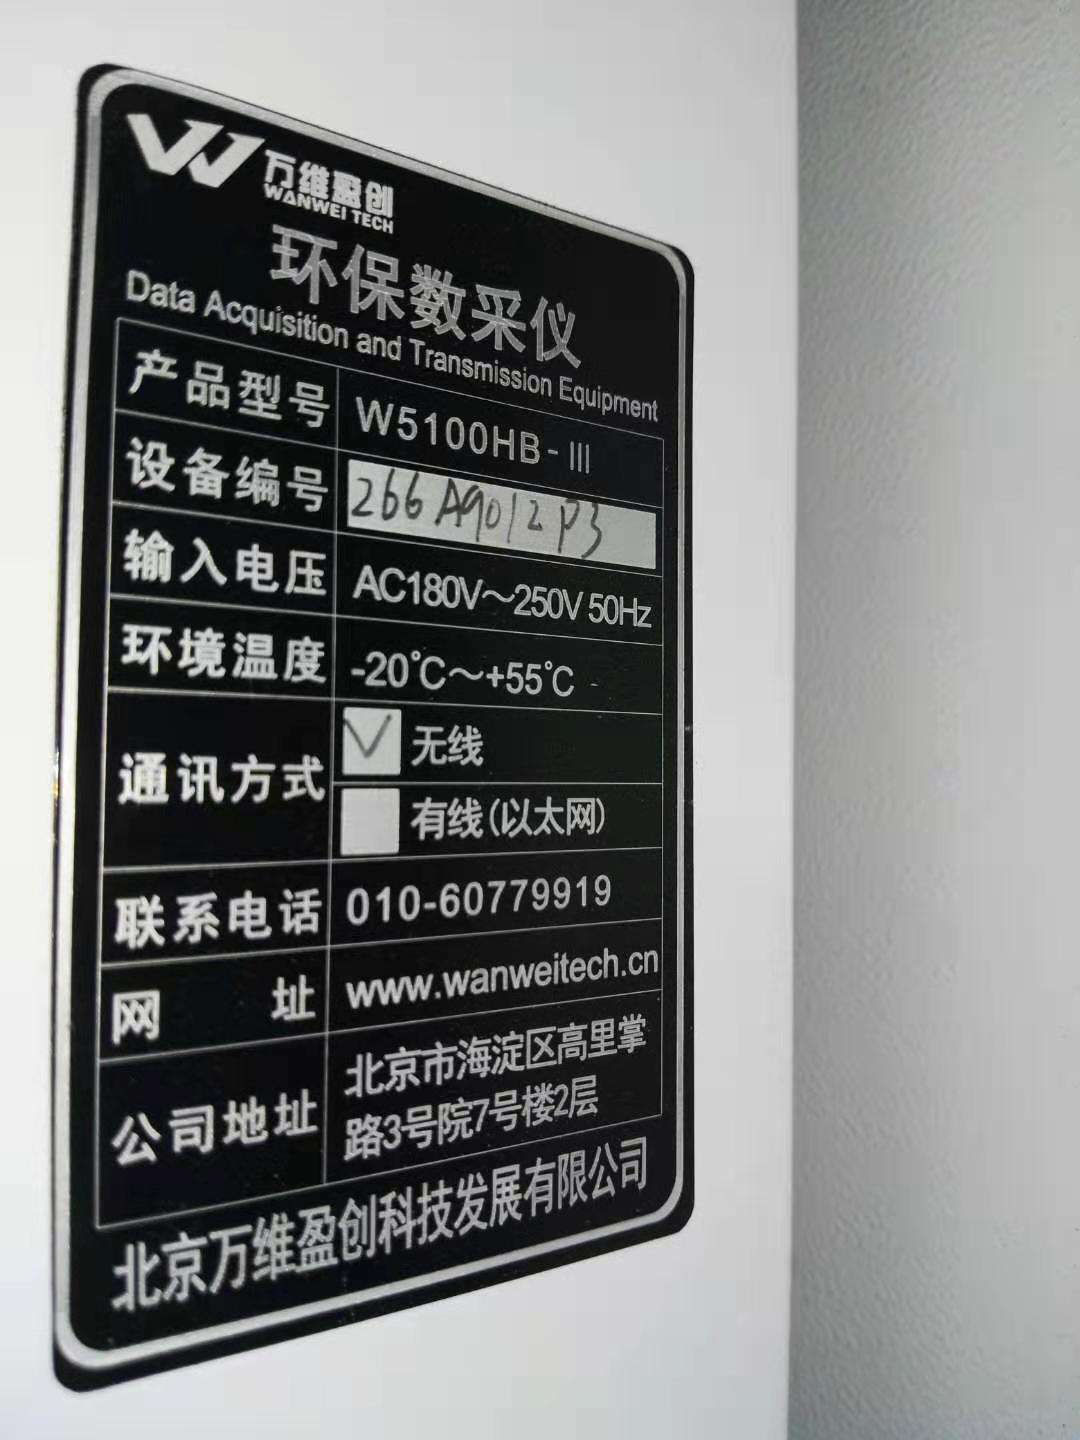 万维盈创
WANWEI TECH
环保数采仪
Data Acquisition and Transmission Equipment
产品型号 W5100HB-III
设备编号 266A9012P3
输入电压 AC180V～250V 50Hz
环境温度 -20℃～+55℃
通讯方式
无线
有线(以太网)
联系电话 010-60779919
网 址 www.wanweitech.cn
公司地址
北京市海淀区高里掌
路3号院7号楼2层
北京万维盈创科技发展有限公司